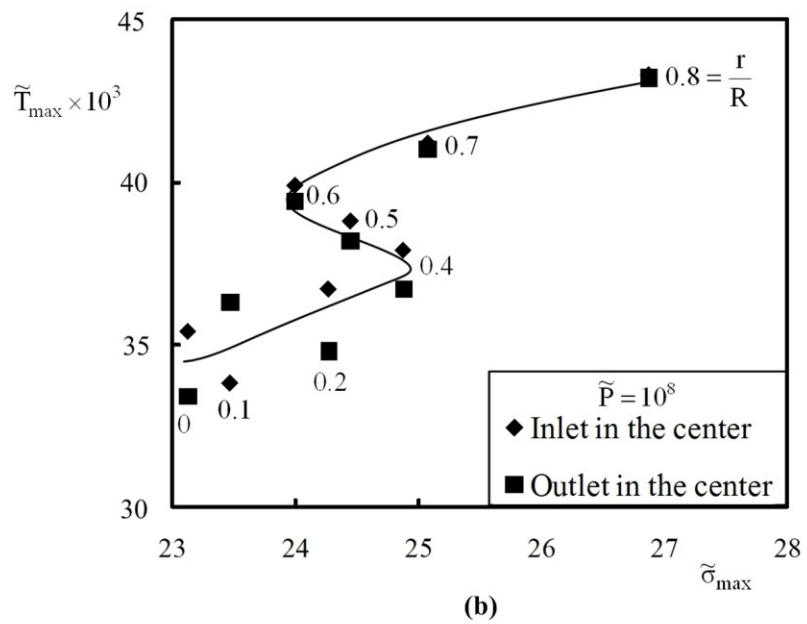 45
T̃max × 10³
0.8 = r/R
0.7
40
0.6
0.5
0.4
35
0.2
0.1
0
P̃ = 10⁸
Inlet in the center
Outlet in the center
30
23 24 25 26 27 28
σ̃max
(b)